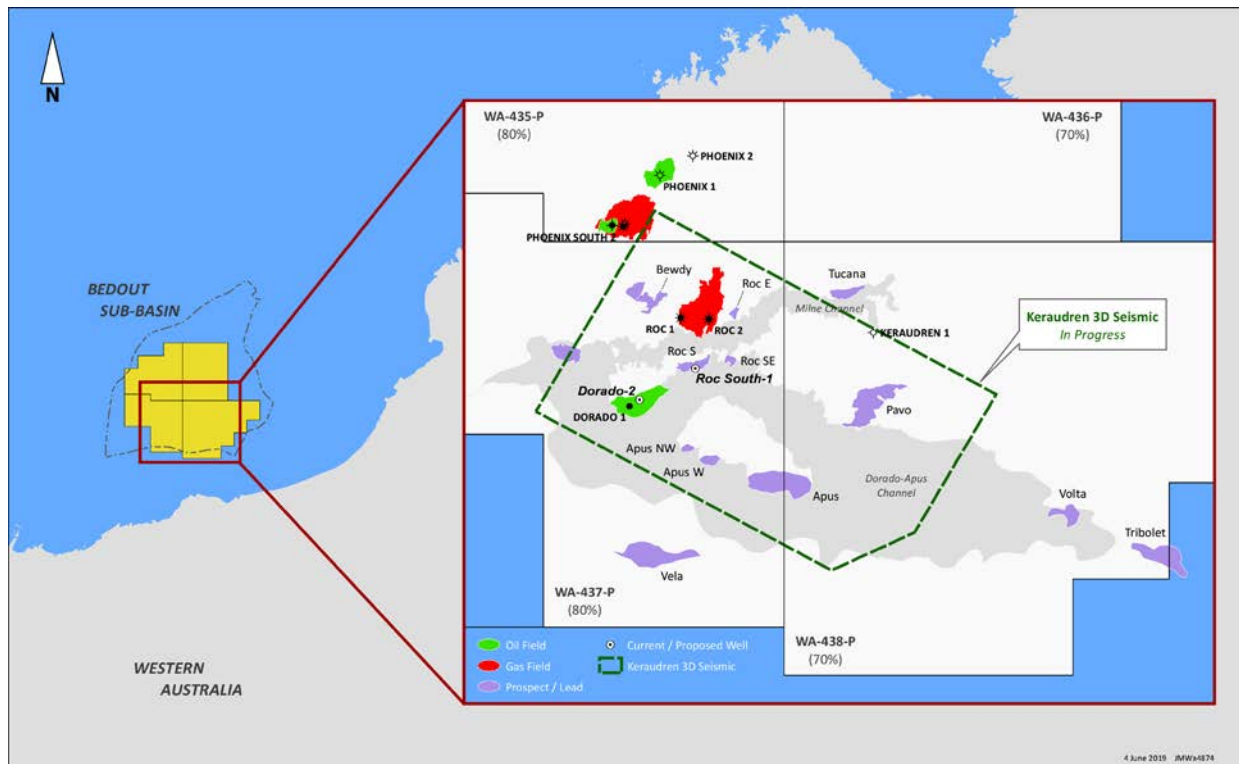 N
BEDOUT
SUB-BASIN
WESTERN
AUSTRALIA
WA-435-P
(80%)
WA-436-P
(70%)
PHOENIX 2
PHOENIX 1
PHOENIX SOUTH 2
Bewdy
Roc E
Tucana
Milne Channel
Keraudren 3D Seismic
In Progress
ROC 1
ROC 2
KERAUDREN 1
Roc S
Roc SE
Roc South-1
Dorado-2
DORADO 1
Pavo
Apus NW
Apus W
Apus
Dorado-Apus
Channel
Volta
Tribolet
Vela
WA-437-P
(80%)
WA-438-P
(70%)
Oil Field
Current / Proposed Well
Gas Field
Keraudren 3D Seismic
Prospect / Lead
4 June 2019 JMWa4874